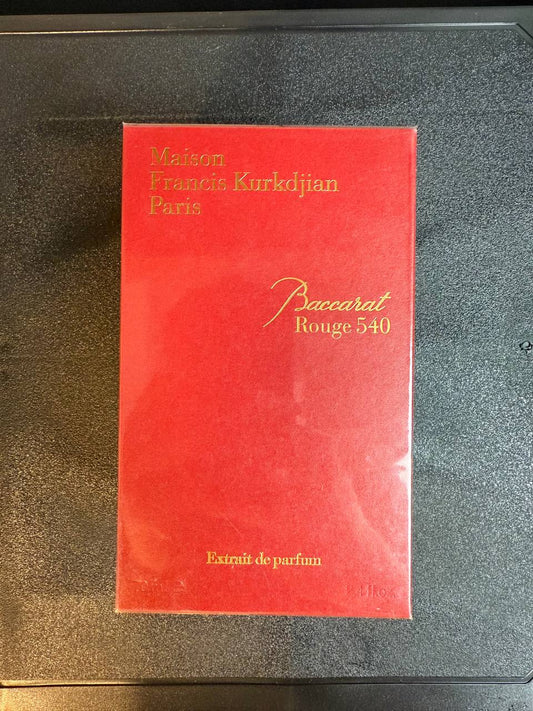 Maison
Francis Kurkdjian
Paris
Baccarat
Rouge 540
Extrait de parfum